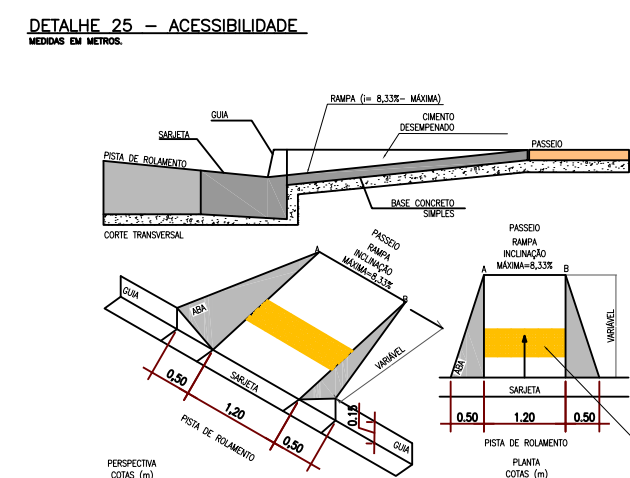 DETALHE 25 – ACESSIBILIDADE
MEDIDAS EM METROS.
RAMPA (i= 8,33%- MÁXIMA)
GUIA
CIMENTO
DESEMPENADO
SARJETA
PASSEIO
PISTA DE ROLAMENTO
BASE CONCRETO
SIMPLES
CORTE TRANSVERSAL
PASSEIO
RAMPA
INCLINAÇÃO
MÁXIMA=8,33%
A
B
GUIA
ABA
VARIÁVEL
SARJETA
0,50
1,20
0,50
0.15
GUIA
PISTA DE ROLAMENTO
PERSPECTIVA
COTAS (m)
PASSEIO
RAMPA
INCLINAÇÃO
MÁXIMA=8,33%
A
B
VARIÁVEL
ABA
SARJETA
0.50
1.20
0.50
PISTA DE ROLAMENTO
PLANTA
COTAS (m)